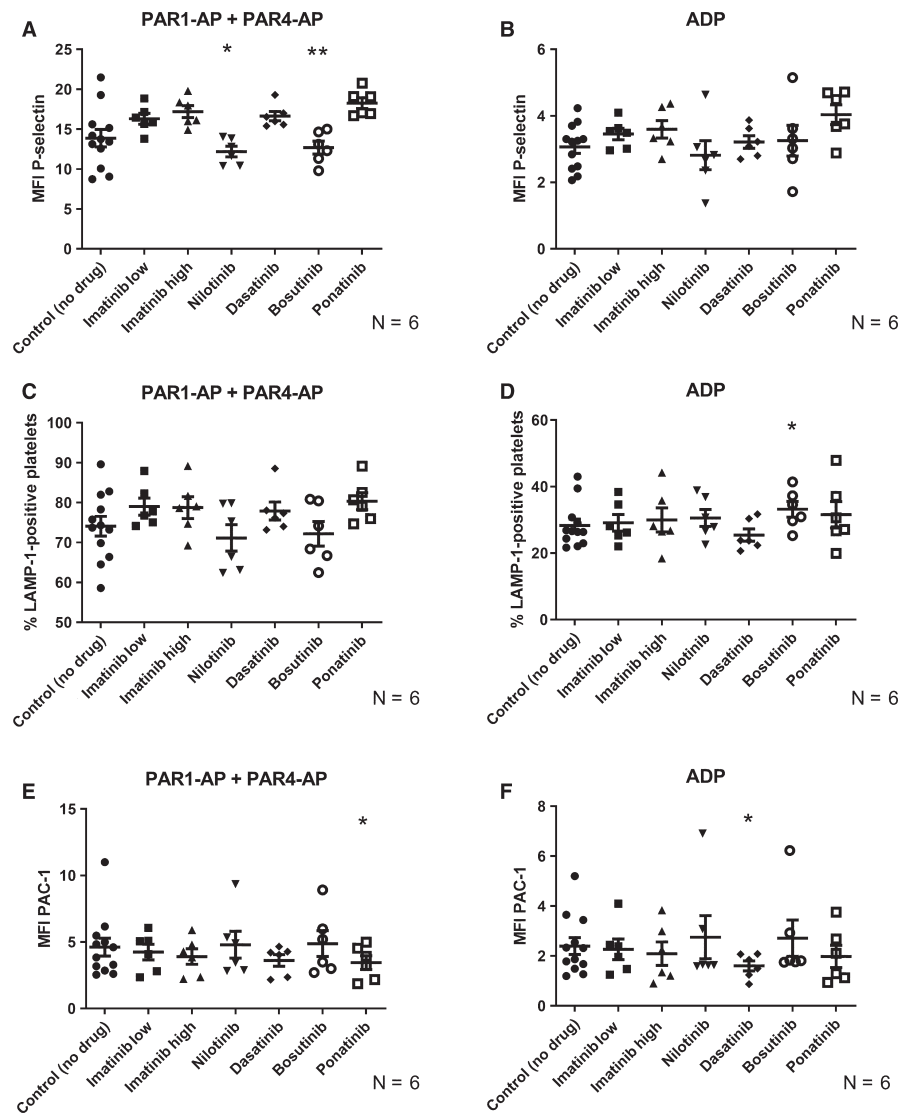 A
PAR1-AP + PAR4-AP
MFI P-selectin
25
20
15
10
5
0
*
**
Control (no drug)
Imatinib low
Imatinib high
Nilotinib
Dasatinib
Bosutinib
Ponatinib
N = 6
B
ADP
MFI P-selectin
6
4
2
0
Control (no drug)
Imatinib low
Imatinib high
Nilotinib
Dasatinib
Bosutinib
Ponatinib
N = 6
C
PAR1-AP + PAR4-AP
% LAMP-1-positive platelets
100
90
80
70
60
50
Control (no drug)
Imatinib low
Imatinib high
Nilotinib
Dasatinib
Bosutinib
Ponatinib
N = 6
D
ADP
% LAMP-1-positive platelets
60
40
20
0
*
Control (no drug)
Imatinib low
Imatinib high
Nilotinib
Dasatinib
Bosutinib
Ponatinib
N = 6
E
PAR1-AP + PAR4-AP
MFI PAC-1
15
10
5
0
*
Control (no drug)
Imatinib low
Imatinib high
Nilotinib
Dasatinib
Bosutinib
Ponatinib
N = 6
F
ADP
MFI PAC-1
8
6
4
2
0
*
Control (no drug)
Imatinib low
Imatinib high
Nilotinib
Dasatinib
Bosutinib
Ponatinib
N = 6